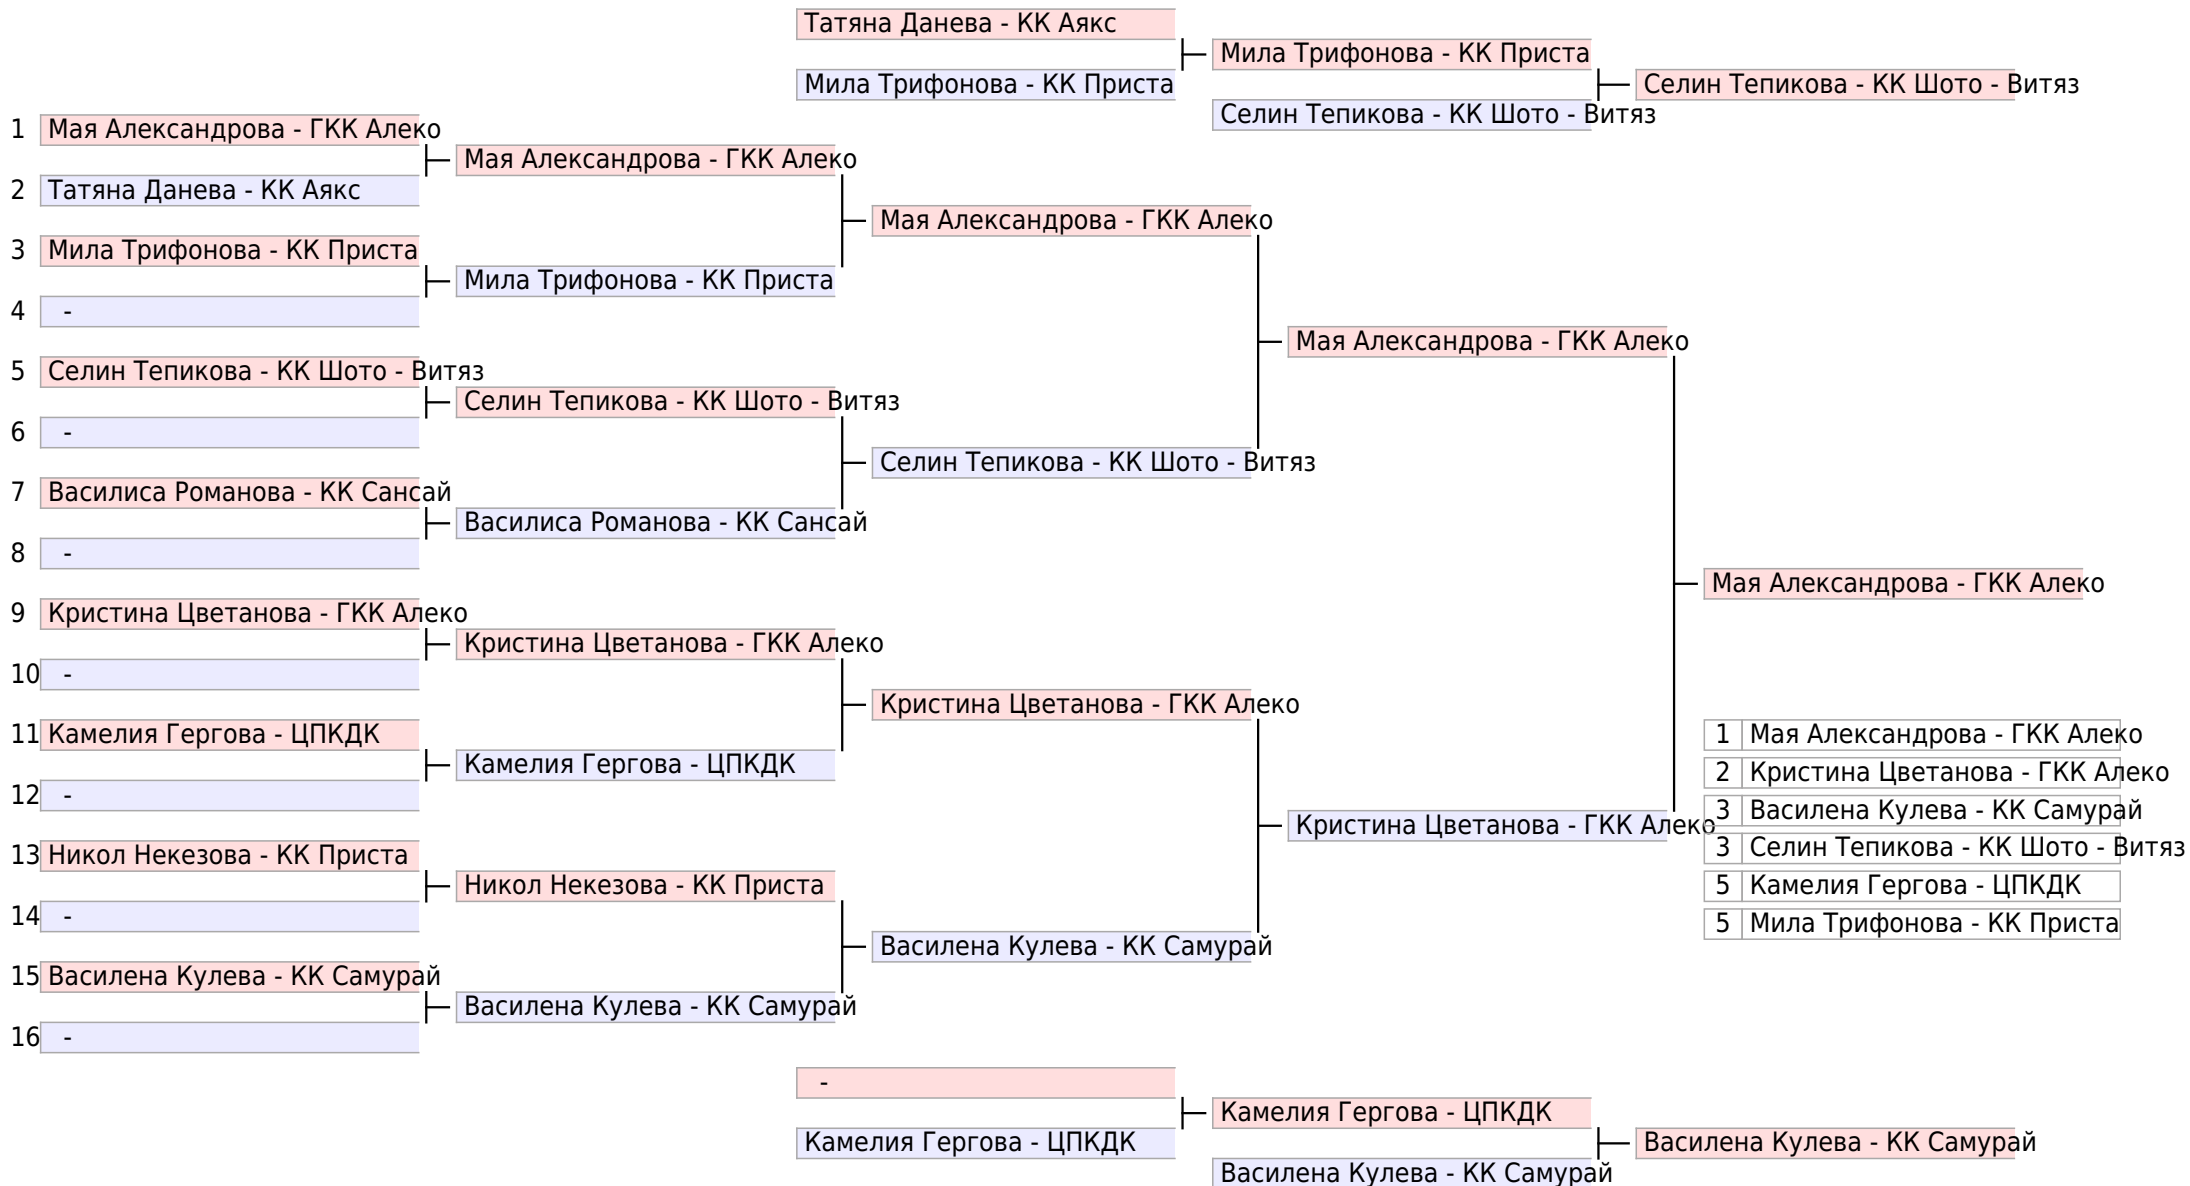 Татяна Данева - КК Аякс
Мила Трифонова - КК Приста
Мила Трифонова - КК Приста
Селин Тепикова - КК Шото - Витяз
Селин Тепикова - КК Шото - Витяз
1 Мая Александрова - ГКК Алеко
2 Татяна Данева - КК Аякс
3 Мила Трифонова - КК Приста
4 -
5 Селин Тепикова - КК Шото - Витяз
6 -
7 Василиса Романова - КК Сансай
8 -
9 Кристина Цветанова - ГКК Алеко
10 -
11 Камелия Гергова - ЦПКДК
12 -
13 Никол Некезова - КК Приста
14 -
15 Василена Кулева - КК Самурай
16 -
Мая Александрова - ГКК Алеко
Мила Трифонова - КК Приста
Селин Тепикова - КК Шото - Витяз
Василиса Романова - КК Сансай
Кристина Цветанова - ГКК Алеко
Камелия Гергова - ЦПКДК
Никол Некезова - КК Приста
Василена Кулева - КК Самурай
Мая Александрова - ГКК Алеко
Селин Тепикова - КК Шото - Витяз
Кристина Цветанова - ГКК Алеко
Василена Кулева - КК Самурай
Мая Александрова - ГКК Алеко
Кристина Цветанова - ГКК Алеко
Мая Александрова - ГКК Алеко
1 Мая Александрова - ГКК Алеко
2 Кристина Цветанова - ГКК Алеко
3 Василена Кулева - КК Самурай
3 Селин Тепикова - КК Шото - Витяз
5 Камелия Гергова - ЦПКДК
5 Мила Трифонова - КК Приста
-
Камелия Гергова - ЦПКДК
Камелия Гергова - ЦПКДК
Василена Кулева - КК Самурай
Василена Кулева - КК Самурай